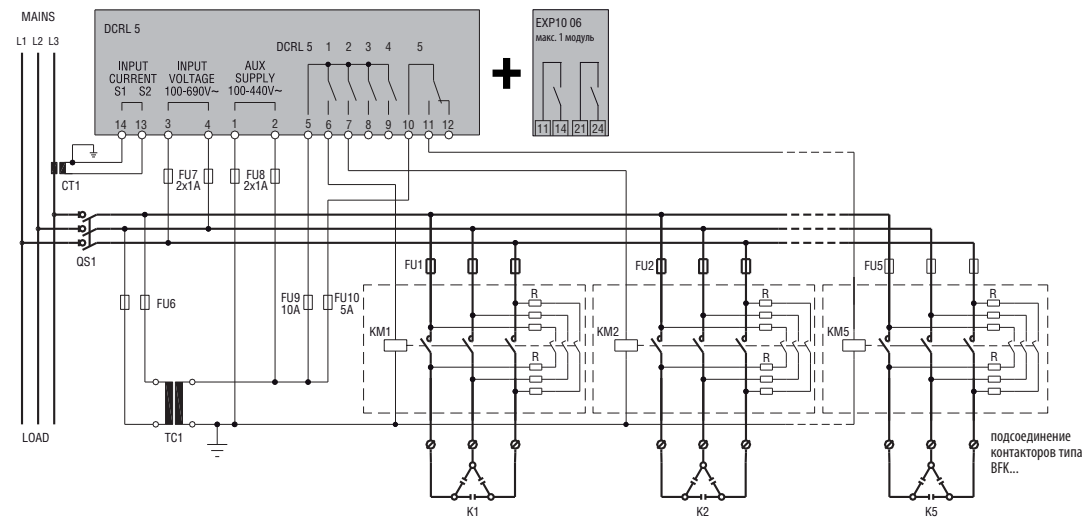 MAINS
L1 L2 L3
DCRL 5
DCRL 5 1 2 3 4 5
INPUT
CURRENT
S1 S2
INPUT
VOLTAGE
100-690V~
AUX
SUPPLY
100-440V~
14 13 3 4 1 2 5 6 7 8 9 10 11 12
+
EXP10 06
макс. 1 модуль
11 14 21 24
CT1
FU7
2x1A
FU8
2x1A
QS1
FU6
FU9
10A
FU10
5A
FU1
FU2
FU5
R
R
R
KM1
KM2
KM5
R
R
R
TC1
LOAD
подсоединение
контакторов типа
BFK...
K1
K2
K5